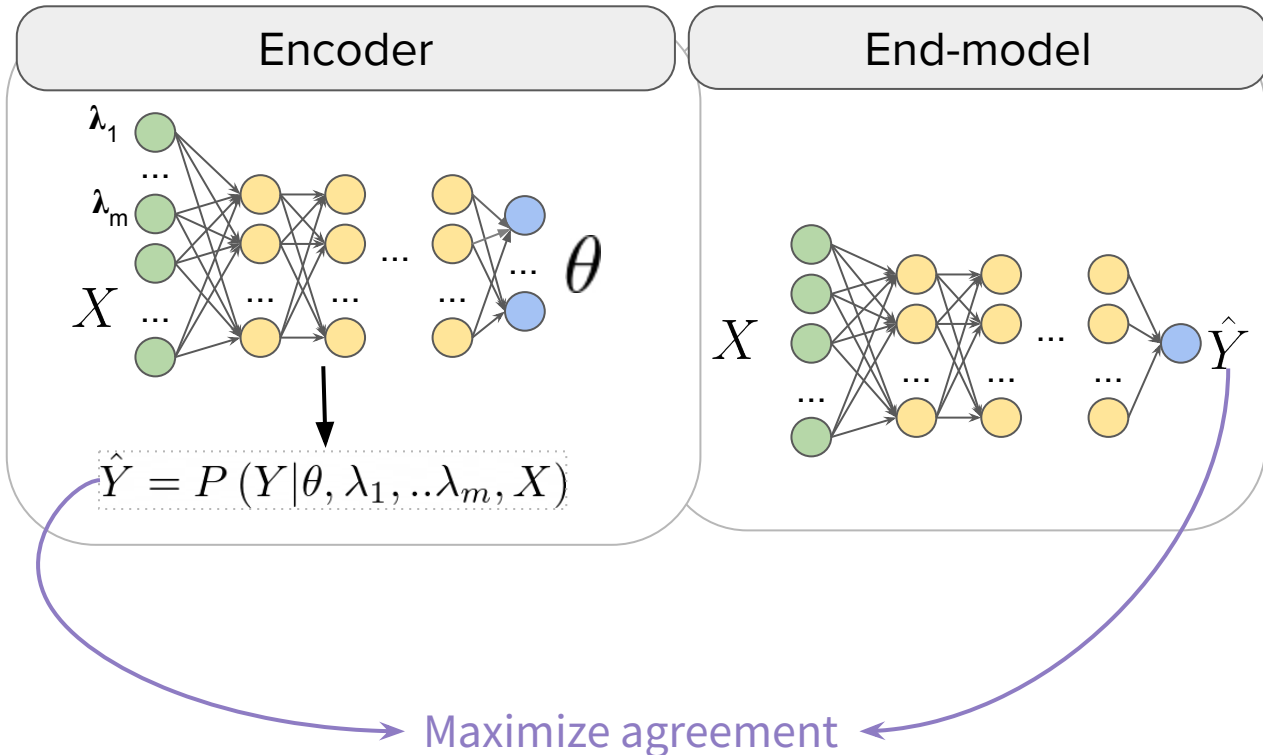 Encoder
End-model
λ1
...
λm
X
...
...
...
...
...
...
θ
Ŷ = P (Y|θ, λ1, ..λm, X)
X
...
...
...
...
...
Ŷ
Maximize agreement